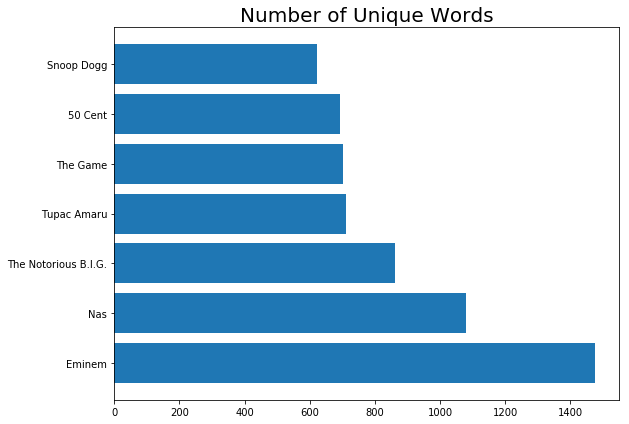 Number of Unique Words
Snoop Dogg
50 Cent
The Game
Tupac Amaru
The Notorious B.I.G.
Nas
Eminem
0 200 400 600 800 1000 1200 1400